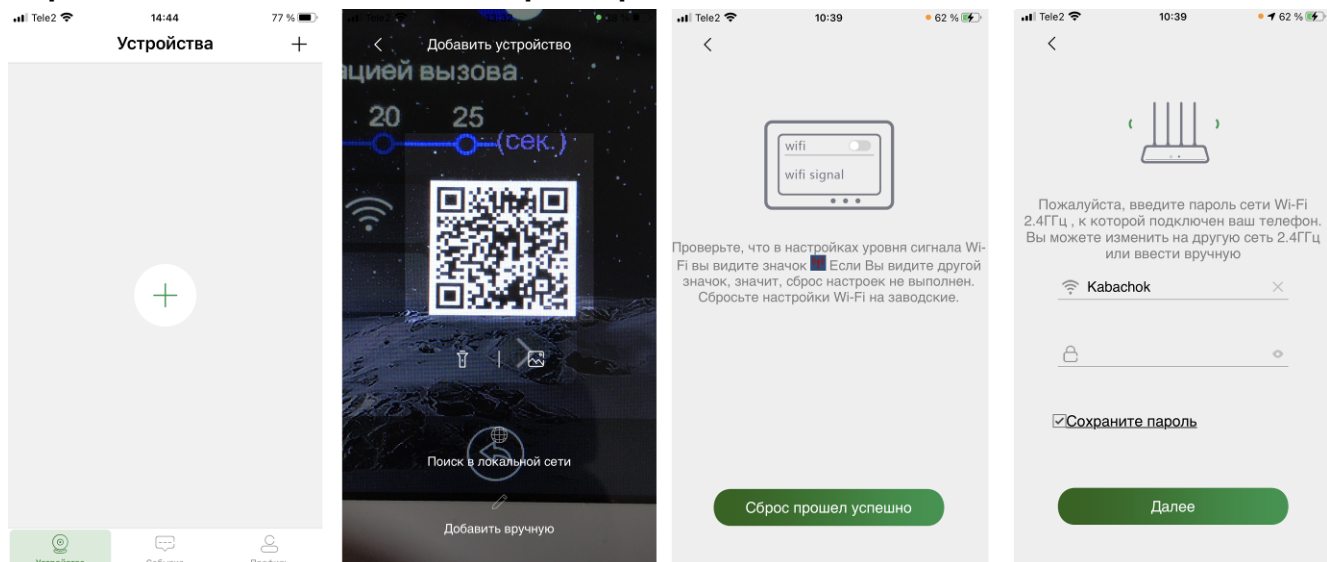 Tele2
14:44
77 %
Устройства
+
Tele2
Добавить устройство
ацией вызова
20 25
(сек.)
Поиск в локальной сети
Добавить вручную
Tele2
10:39
62 %
wifi
wifi signal
Проверьте, что в настройках уровня сигнала Wi-
Fi вы видите значок Если Вы видите другой
значок, значит, сброс настроек не выполнен.
Сбросьте настройки Wi-Fi на заводские.
Сброс прошел успешно
Tele2
10:39
62 %
Пожалуйста, введите пароль сети Wi-Fi
2.4ГГц , к которой подключен ваш телефон.
Вы можете изменить на другую сеть 2.4ГГц
или ввести вручную
Kabachok
Сохраните пароль
Далее